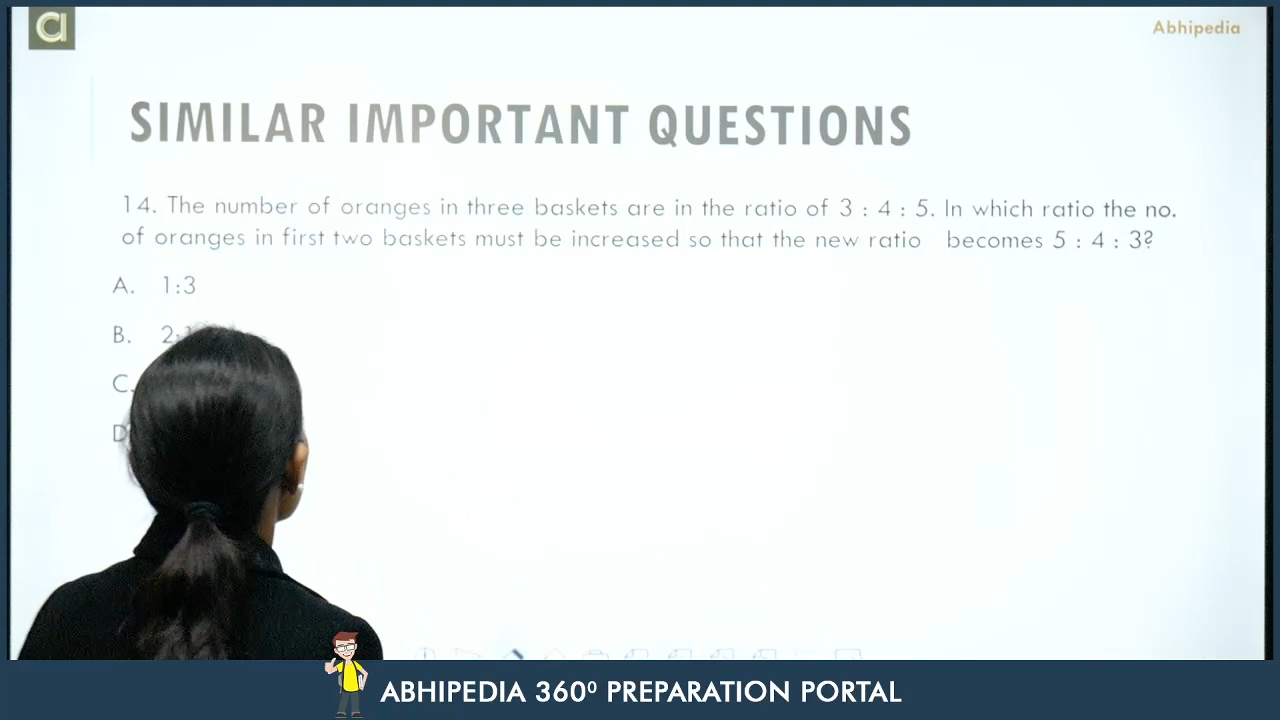 a
Abhipedia
SIMILAR IMPORTANT QUESTIONS
14. The number of oranges in three baskets are in the ratio of 3 : 4 : 5. In which ratio the no.
of oranges in first two baskets must be increased so that the new ratio becomes 5 : 4 : 3?
A. 1:3
B. 2:
C.
D
ABHIPEDIA 360⁰ PREPARATION PORTAL